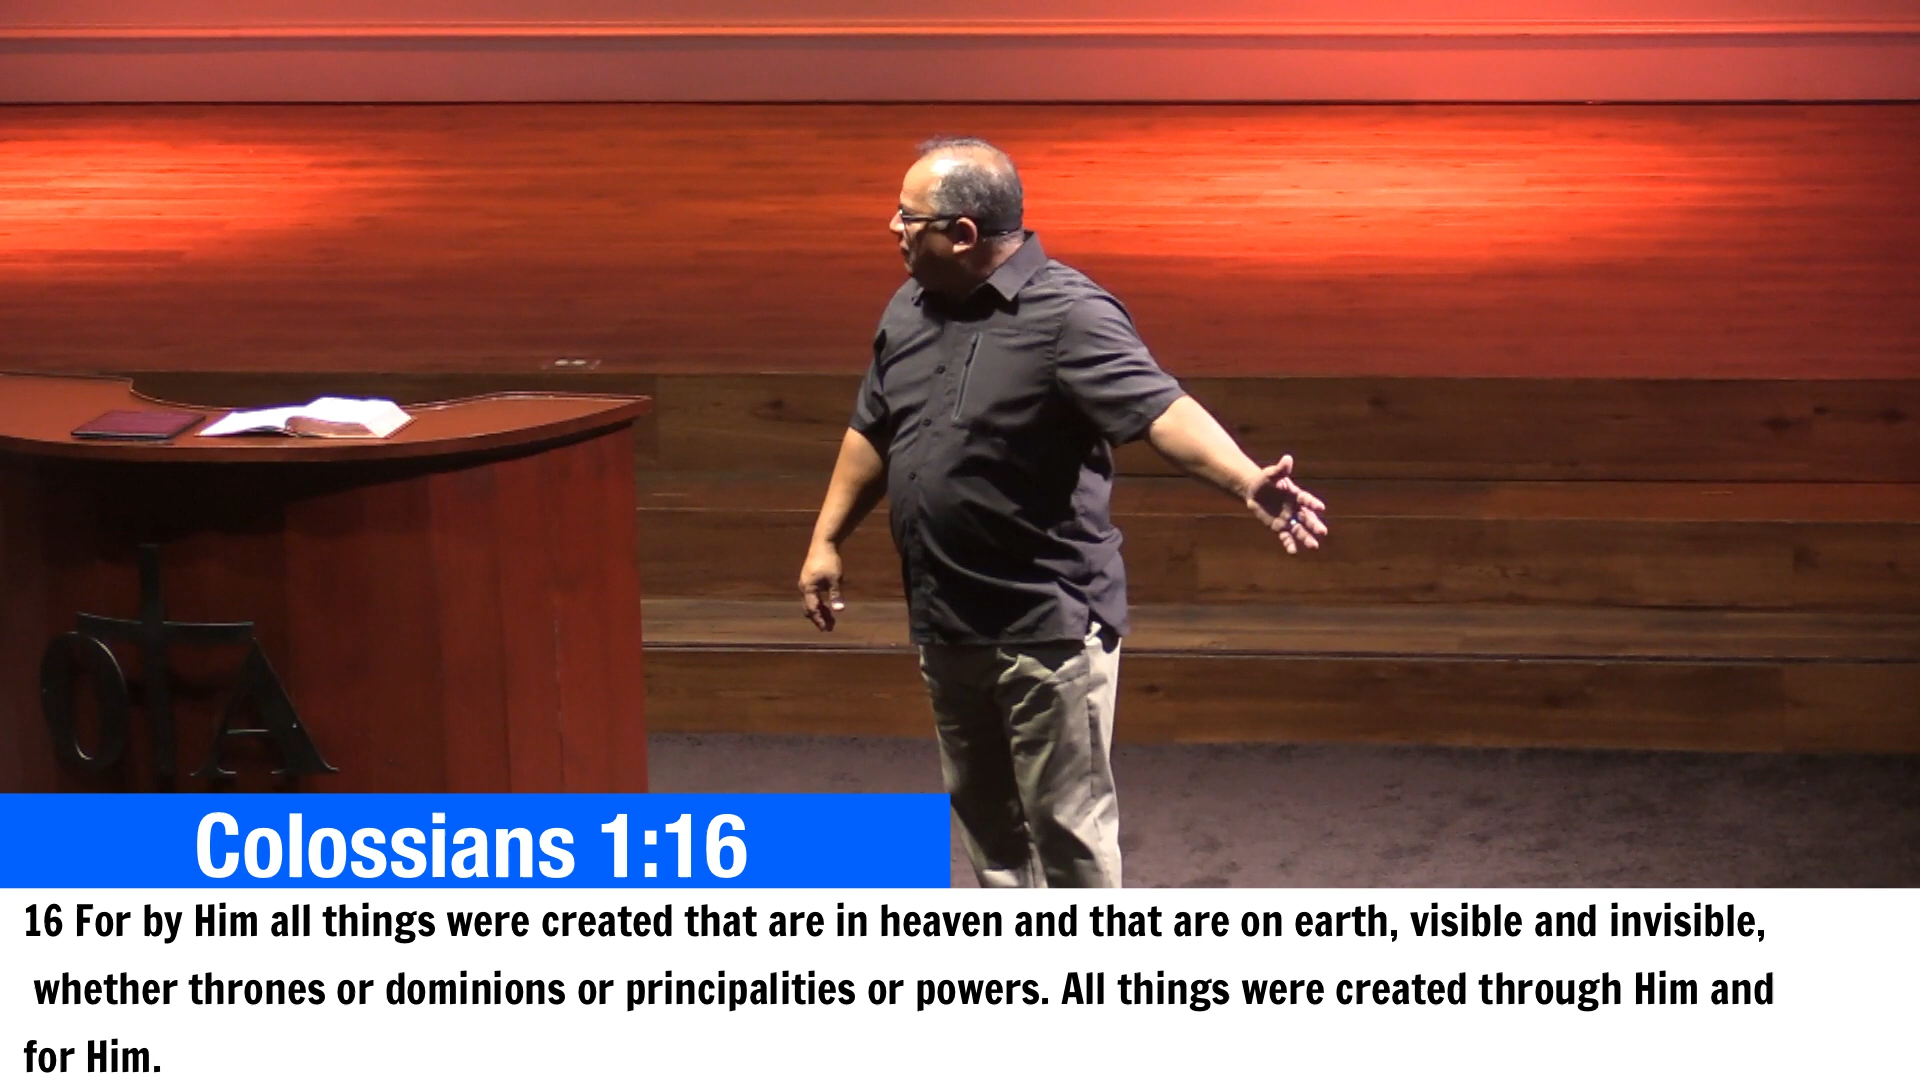 OTA
Colossians 1:16
16 For by Him all things were created that are in heaven and that are on earth, visible and invisible,
whether thrones or dominions or principalities or powers. All things were created through Him and
for Him.